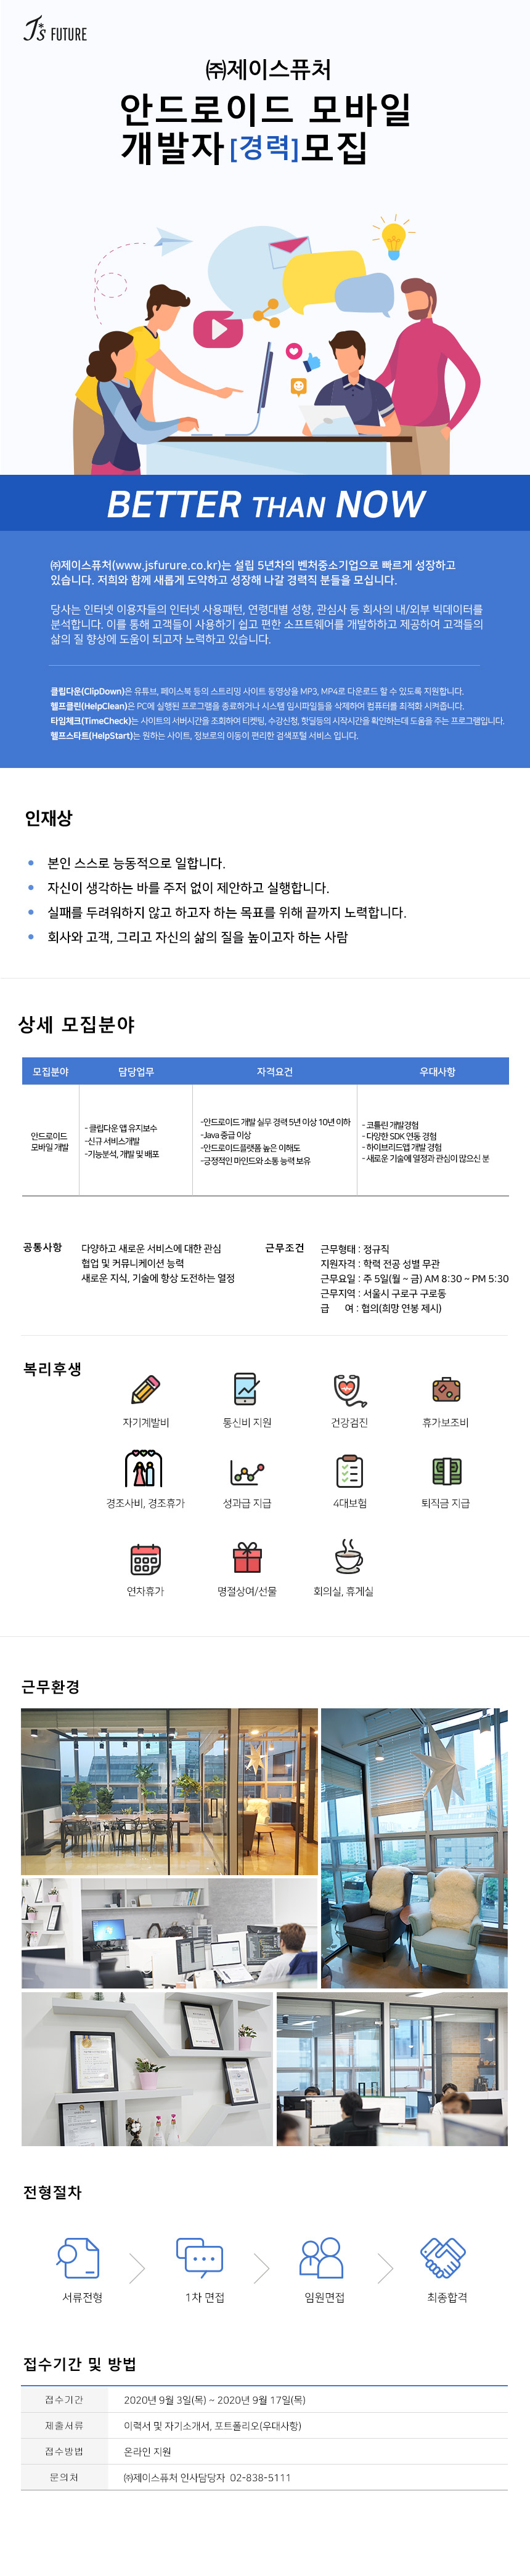 J's FUTURE
㈜제이스퓨처
안드로이드 모바일
개발자 [경력]모집
BETTER THAN NOW
㈜제이스퓨처(www.jsfurure.co.kr)는 설립 5년차의 벤처중소기업으로 빠르게 성장하고
있습니다. 저희와 함께 새롭게 도약하고 성장해 나갈 경력직 분들을 모십니다.
당사는 인터넷 이용자들의 인터넷 사용패턴, 연령대별 성향, 관심사 등 회사의 내/외부 빅데이터를
분석합니다. 이를 통해 고객들이 사용하기 쉽고 편한 소프트웨어를 개발하하고 제공하여 고객들의
삶의 질 향상에 도움이 되고자 노력하고 있습니다.
클립다운(ClipDown)은 유튜브, 페이스북 등의 스트리밍 사이트 동영상을 MP3, MP4로 다운로드 할 수 있도록 지원합니다.
헬프클린(HelpClean)은 PC에 실행된 프로그램을 종료하거나 시스템 임시파일들을 삭제하여 컴퓨터를 최적화 시켜줍니다.
타임체크(TimeCheck)는 사이트의 서버시간을 조회하여 티켓팅, 수강신청, 핫딜등의 시작시간을 확인하는데 도움을 주는 프로그램입니다.
헬프스타트(HelpStart)는 원하는 사이트, 정보로의 이동이 편리한 검색포털 서비스 입니다.
인재상
본인 스스로 능동적으로 일합니다.
자신이 생각하는 바를 주저 없이 제안하고 실행합니다.
실패를 두려워하지 않고 하고자 하는 목표를 위해 끝까지 노력합니다.
회사와 고객, 그리고 자신의 삶의 질을 높이고자 하는 사람
상세 모집분야
모집분야 담당업무 자격요건 우대사항
안드로이드
모바일 개발
- 클립다운 앱 유지보수
-신규 서비스개발
-기능분석, 개발 및 배포
-안드로이드 개발 실무 경력 5년 이상 10년 이하
-Java 중급 이상
-안드로이드플랫폼 높은 이해도
-긍정적인 마인드와 소통 능력 보유
- 코틀린 개발경험
- 다양한 SDK 연동 경험
- 하이브리드앱 개발 경험
- 새로운 기술에 열정과 관심이 많으신 분
공통사항
다양하고 새로운 서비스에 대한 관심
협업 및 커뮤니케이션 능력
새로운 지식, 기술에 항상 도전하는 열정
근무조건
근무형태 : 정규직
지원자격 : 학력 전공 성별 무관
근무요일 : 주 5일(월 ~ 금) AM 8:30 ~ PM 5:30
근무지역 : 서울시 구로구 구로동
급 여 : 협의(희망 연봉 제시)
복리후생
자기계발비 통신비 지원 건강검진 휴가보조비
경조사비, 경조휴가 성과급 지급 4대보험 퇴직금 지급
연차휴가 명절상여/선물 회의실, 휴게실
근무환경
전형절차
서류전형 1차 면접 임원면접 최종합격
접수기간 및 방법
접수기간 2020년 9월 3일(목) ~ 2020년 9월 17일(목)
제출서류 이력서 및 자기소개서, 포트폴리오(우대사항)
접수방법 온라인 지원
문의처 ㈜제이스퓨처 인사담당자 02-838-5111